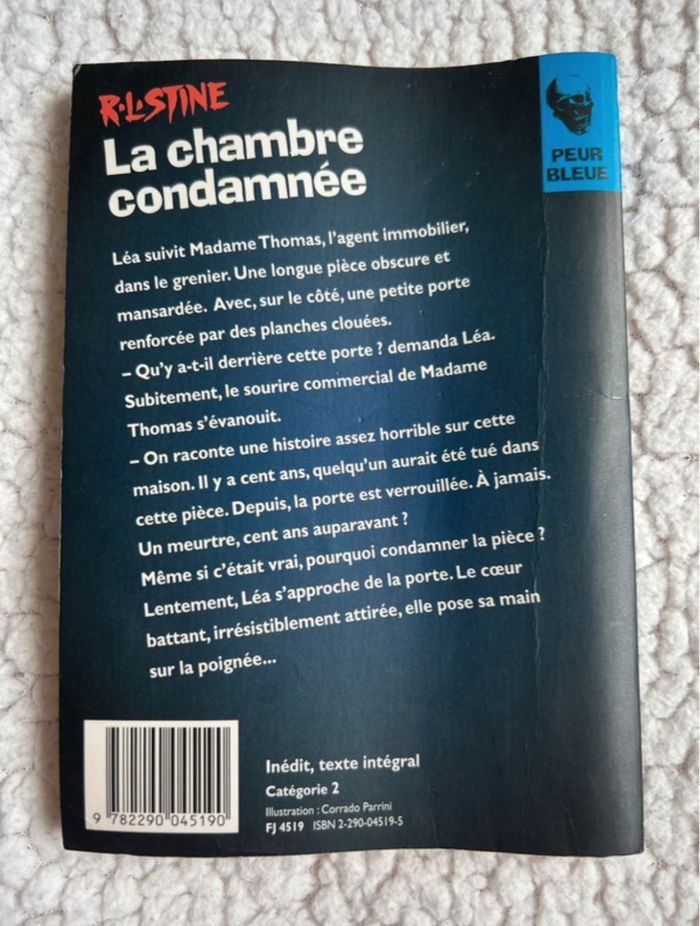 R.L.STINE
La chambre
condamnée
PEUR
BLEUE
Léa suivit Madame Thomas, l'agent immobilier,
dans le grenier. Une longue pièce obscure et
mansardée. Avec, sur le côté, une petite porte
renforcée par des planches clouées.
– Qu'y a-t-il derrière cette porte ? demanda Léa.
Subitement, le sourire commercial de Madame
Thomas s'évanouit.
– On raconte une histoire assez horrible sur cette
maison. Il y a cent ans, quelqu'un aurait été tué dans
cette pièce. Depuis, la porte est verrouillée. À jamais.
Un meurtre, cent ans auparavant ?
Même si c'était vrai, pourquoi condamner la pièce ?
Lentement, Léa s'approche de la porte. Le cœur
battant, irrésistiblement attirée, elle pose sa main
sur la poignée...
Inédit, texte intégral
Catégorie 2
Illustration : Corrado Parrini
FJ 4519 ISBN 2-290-04519-5
9 782290 045190